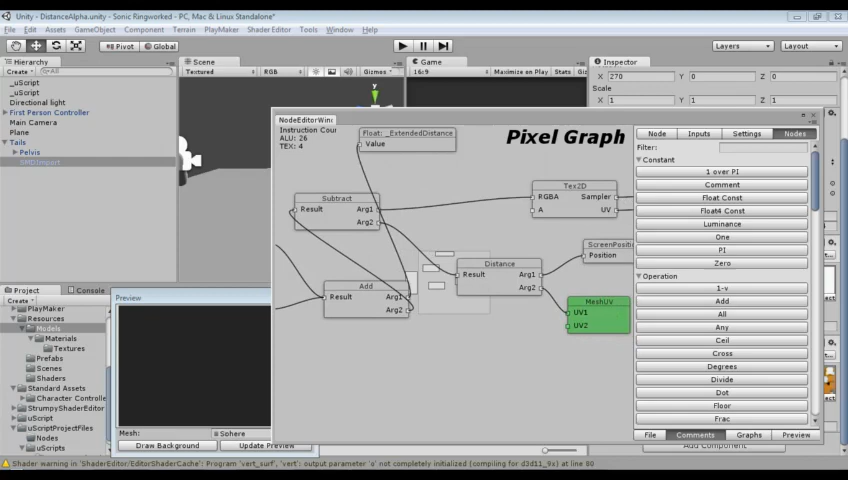 Unity - DistanceAlpha.unity - Sonic Ringworked - PC, Mac & Linux Standalone*
File Edit Assets GameObject Component Terrain PlayMaker Shader Editor Tools Window Help
Pivot Global Layers Layout
Hierarchy
Create All
_uScript
_uScript
Directional light
First Person Controller
Main Camera
Plane
Tails
Pelvis
SMDImport
Scene
Textured RGB Gizmos
y
Game
16:9 Maximize on Play Stats Giz
Inspector
X 270 Y 0 Z 0
Scale
X 1 Y 1 Z 1
NodeEditorWind
Instruction Cour
ALU: 26
TEX: 4
Float: _ExtendedDistance
Value
Pixel Graph
Subtract
Result Arg1
Arg2
Tex2D
RGBA Sampler
A UV
ScreenPositio
Position
Distance
Result Arg1
Arg2
Add
Result Arg1
Arg2
MeshUV
UV1
UV2
Node Inputs Settings Nodes
Filter:
Constant
1 over PI
Comment
Float Const
Float4 Const
Luminance
One
PI
Zero
Operation
1-v
Add
All
Any
Ceil
Cross
Degrees
Divide
Dot
Floor
Frac
File Comments Graphs Preview
Add Component
Project Console
Create
PlayMaker
Resources
Models
Materials
Textures
Prefabs
Scenes
Shaders
Standard Assets
Character Controlle
StrumpyShaderEditor
uScript
uScriptProjectFiles
Nodes
uScripts
Preview
Mesh: Sphere
Draw Background Update Preview
Shader warning in 'ShaderEditor/EditorShaderCache': Program 'vert_surf', 'vert': output parameter 'o' not completely initialized (compiling for d3d11_9x) at line 80